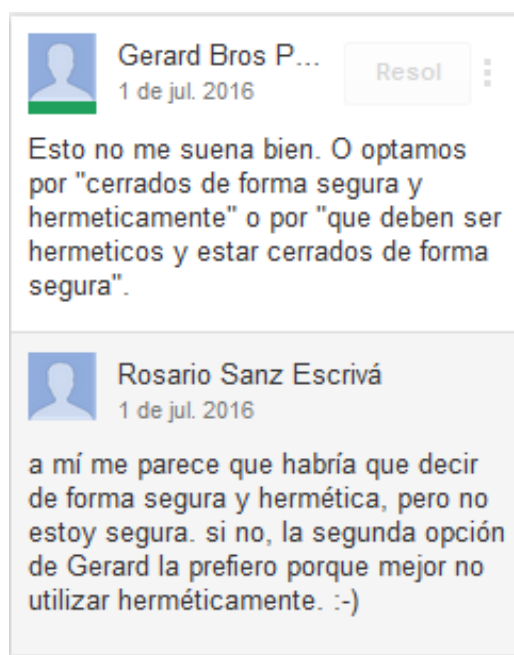 Gerard Bros P...
Resol
1 de jul. 2016
Esto no me suena bien. O optamos
por "cerrados de forma segura y
hermeticamente" o por "que deben ser
hermeticos y estar cerrados de forma
segura".
Rosario Sanz Escrivá
1 de jul. 2016
a mí me parece que habría que decir
de forma segura y hermética, pero no
estoy segura. si no, la segunda opción
de Gerard la prefiero porque mejor no
utilizar herméticamente. :-)